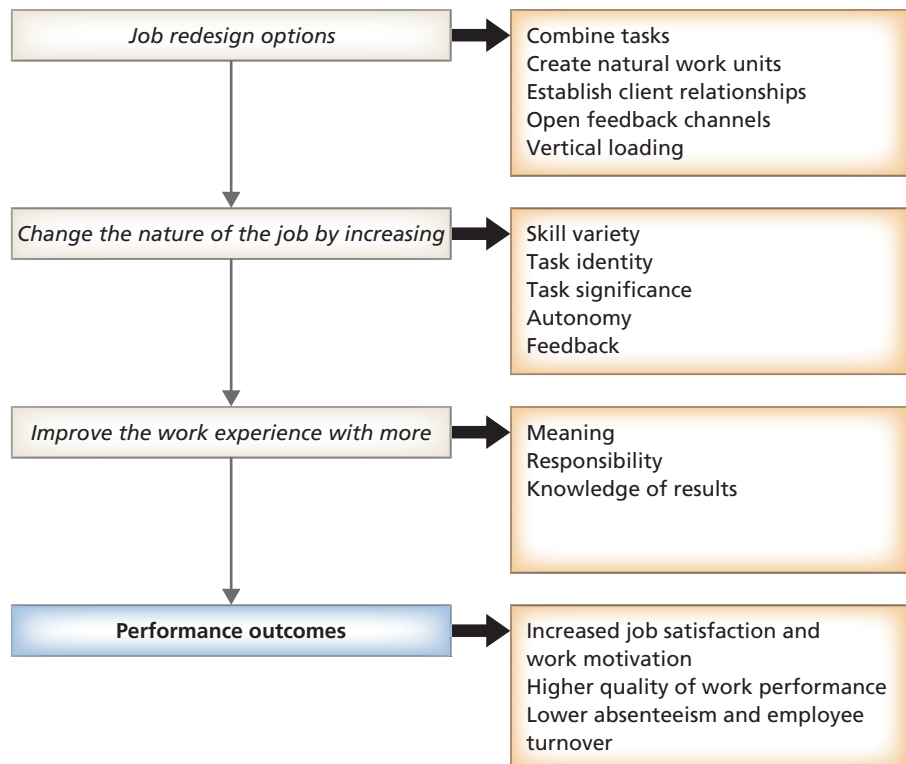 Job redesign options
Combine tasks
Create natural work units
Establish client relationships
Open feedback channels
Vertical loading
Change the nature of the job by increasing
Skill variety
Task identity
Task significance
Autonomy
Feedback
Improve the work experience with more
Meaning
Responsibility
Knowledge of results
Performance outcomes
Increased job satisfaction and
work motivation
Higher quality of work performance
Lower absenteeism and employee
turnover